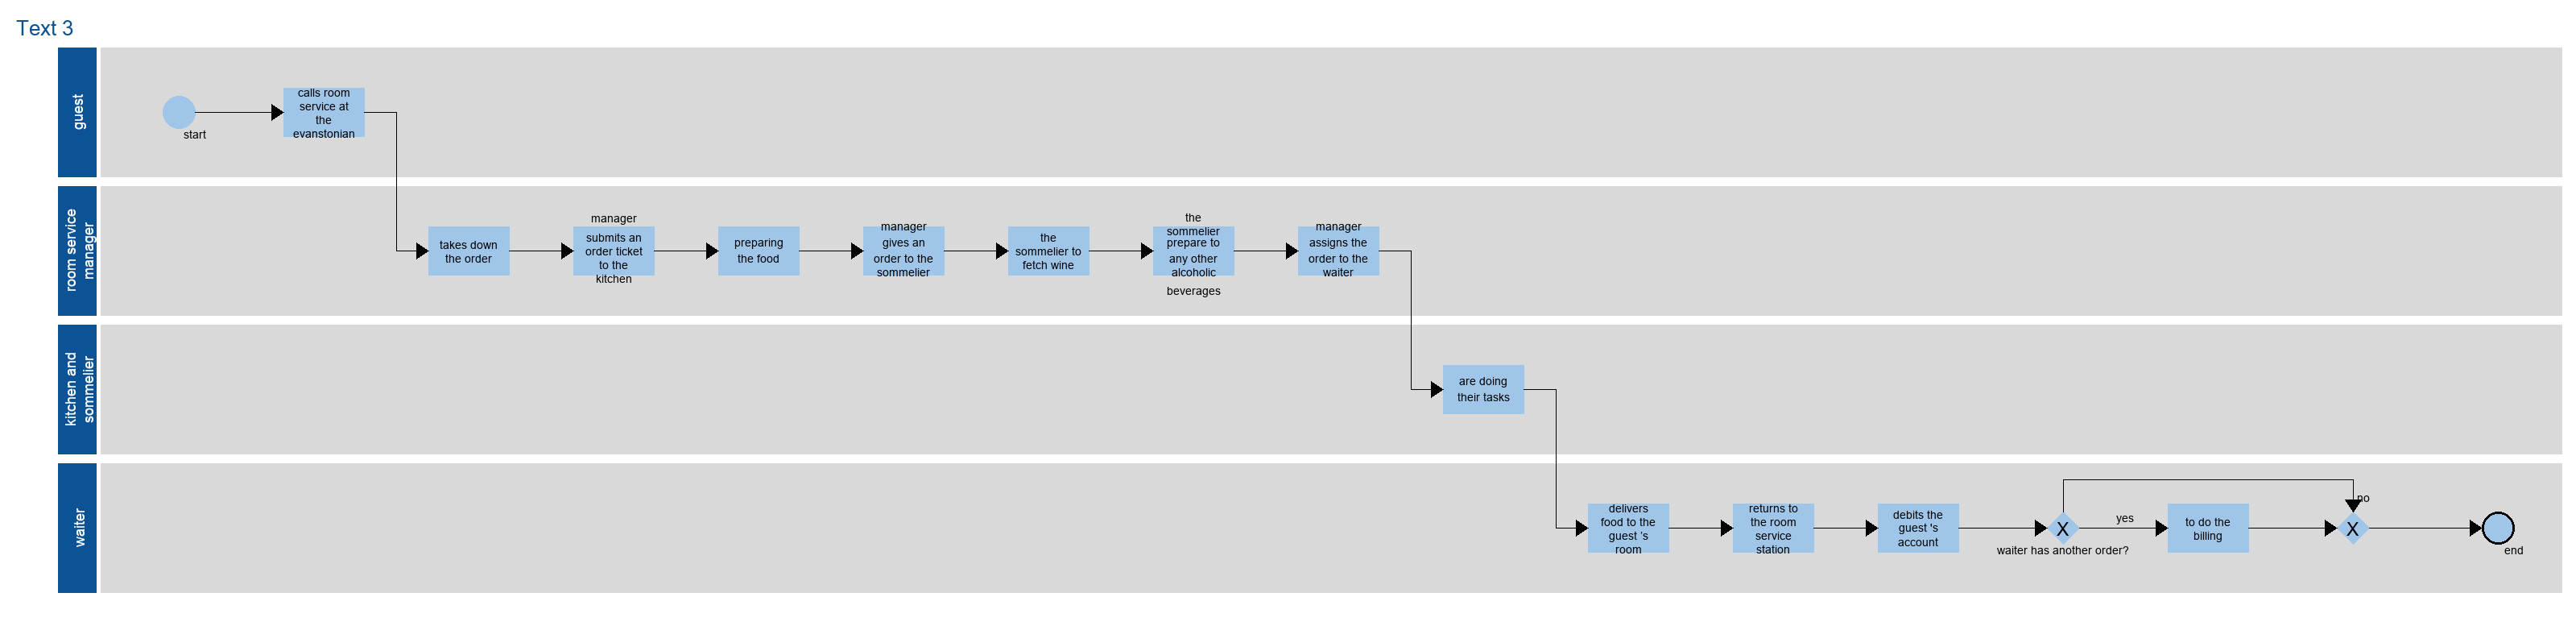 Text 3
guest
start
calls room
service at
the
evanstonian
room service
manager
takes down
the order
manager
submits an
order ticket
to the
kitchen
preparing
the food
manager
gives an
order to the
sommelier
the
sommelier to
fetch wine
the
sommelier
prepare to
any other
alcoholic
beverages
manager
assigns the
order to the
waiter
kitchen and
sommelier
are doing
their tasks
waiter
delivers
food to the
guest 's
room
returns to
the room
service
station
debits the
guest 's
account
X
waiter has another order?
yes
to do the
billing
no
X
end